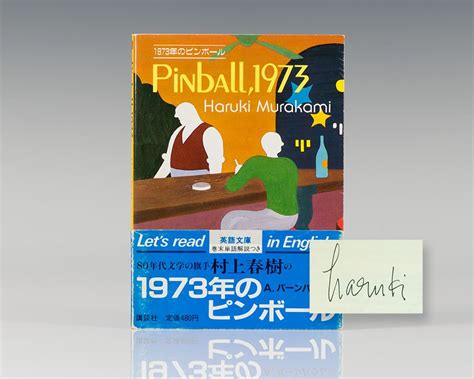 1973年のピンボール
PINBALL,1973
Haruki Murakami
Let's read
英語文庫
巻末単語解説つき
in English
80年代文学の旗手村上春樹の
1973年の
A.バーンバ
ピンボール
講談社 定価480円
haruki